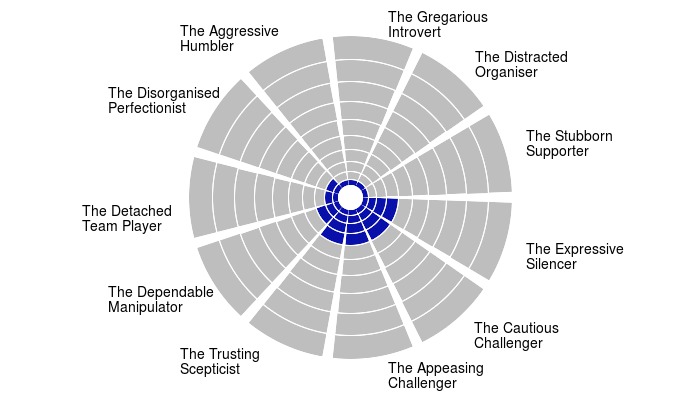 The Gregarious
Introvert
The Distracted
Organiser
The Stubborn
Supporter
The Expressive
Silencer
The Cautious
Challenger
The Appeasing
Challenger
The Trusting
Scepticist
The Dependable
Manipulator
The Detached
Team Player
The Disorganised
Perfectionist
The Aggressive
Humbler